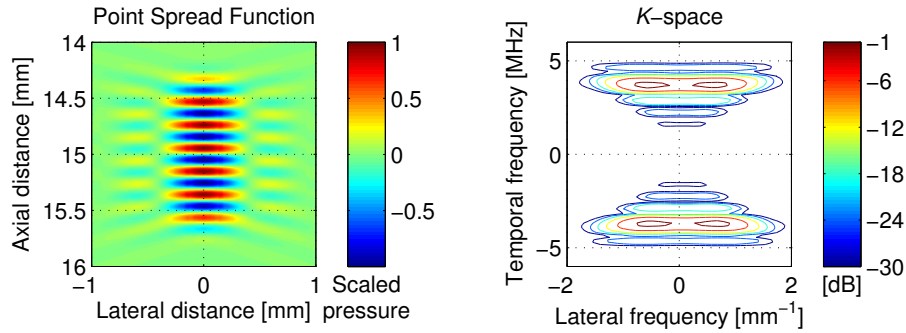 Point Spread Function
Axial distance [mm]
14
14.5
15
15.5
16
−1
0
1
Lateral distance [mm]
1
0.5
0
−0.5
Scaled
pressure
K−space
Temporal frequency [MHz]
5
0
−5
−2
0
2
Lateral frequency [mm−1]
−1
−6
−12
−18
−24
−30
[dB]